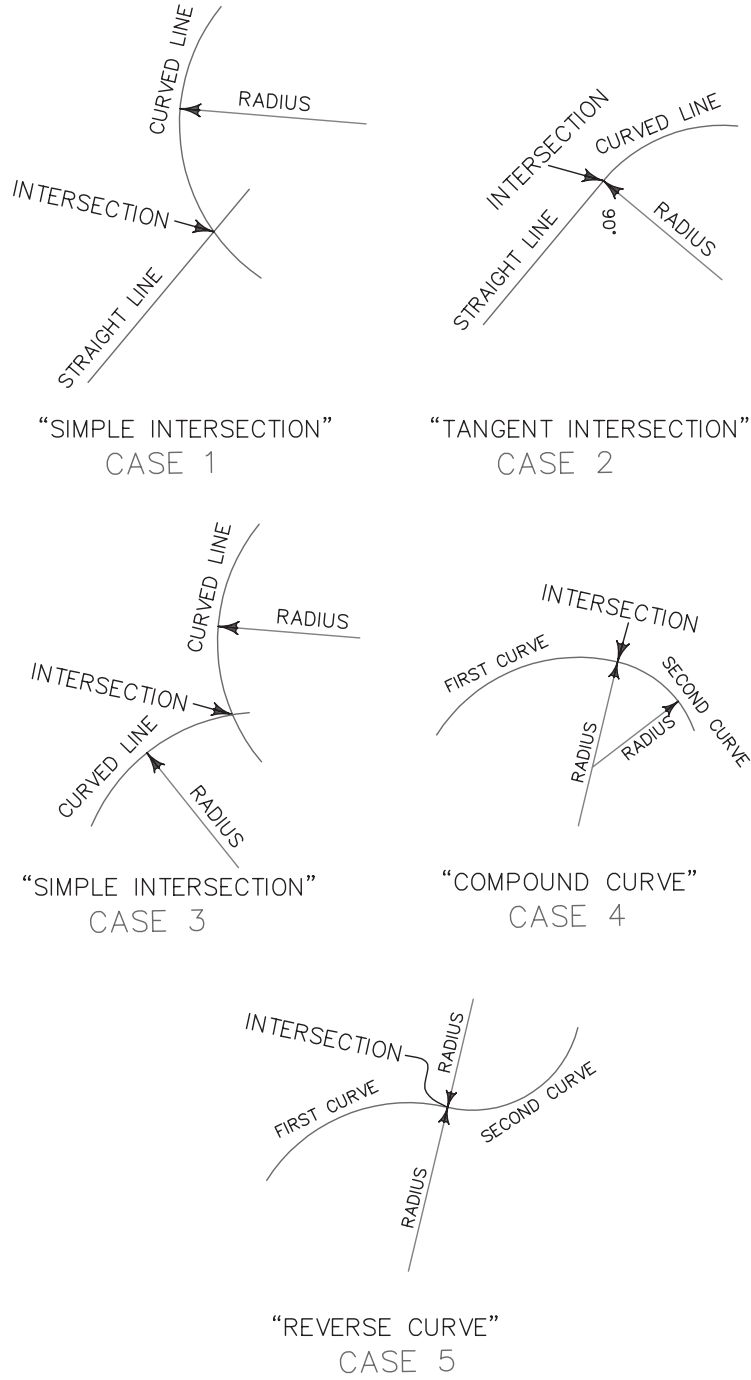 CURVED LINE
RADIUS
INTERSECTION
STRAIGHT LINE
“SIMPLE INTERSECTION”
CASE 1
INTERSECTION
CURVED LINE
90°
RADIUS
STRAIGHT LINE
“TANGENT INTERSECTION”
CASE 2
CURVED LINE
RADIUS
INTERSECTION
CURVED LINE
RADIUS
“SIMPLE INTERSECTION”
CASE 3
INTERSECTION
FIRST CURVE
SECOND CURVE
RADIUS
RADIUS
“COMPOUND CURVE”
CASE 4
INTERSECTION
RADIUS
FIRST CURVE
SECOND CURVE
RADIUS
“REVERSE CURVE”
CASE 5